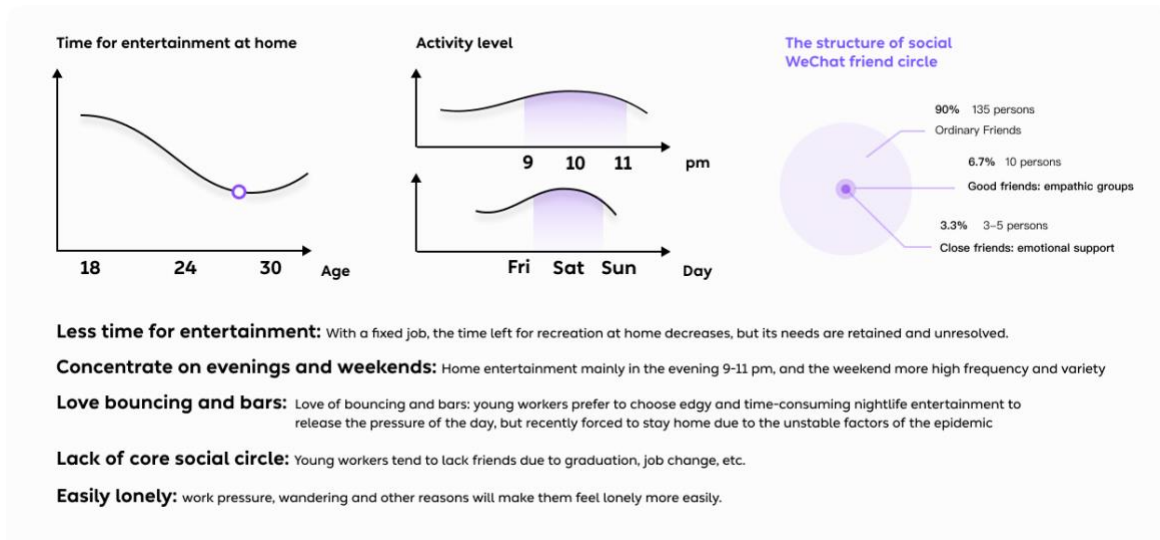 Time for entertainment at home
18 24 30 Age
Activity level
9 10 11 pm
Fri Sat Sun Day
The structure of social
WeChat friend circle
90% 135 persons
Ordinary Friends
6.7% 10 persons
Good friends: empathic groups
3.3% 3–5 persons
Close friends: emotional support
Less time for entertainment: With a fixed job, the time left for recreation at home decreases, but its needs are retained and unresolved.
Concentrate on evenings and weekends: Home entertainment mainly in the evening 9-11 pm, and the weekend more high frequency and variety
Love bouncing and bars: Love of bouncing and bars: young workers prefer to choose edgy and time-consuming nightlife entertainment to
release the pressure of the day, but recently forced to stay home due to the unstable factors of the epidemic
Lack of core social circle: Young workers tend to lack friends due to graduation, job change, etc.
Easily lonely: work pressure, wandering and other reasons will make them feel lonely more easily.